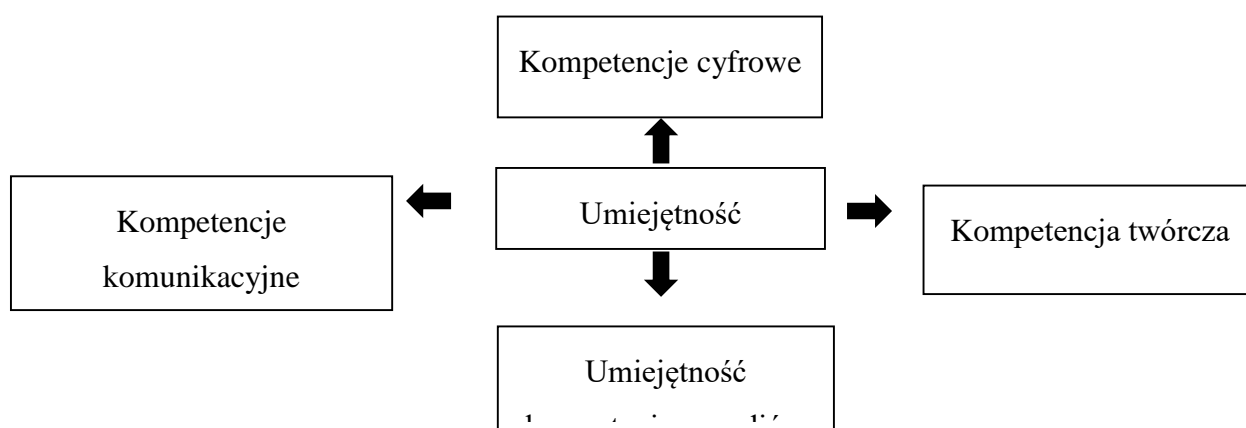 Kompetencje cyfrowe
Kompetencje
komunikacyjne
Umiejętność
Kompetencja twórcza
Umiejętność